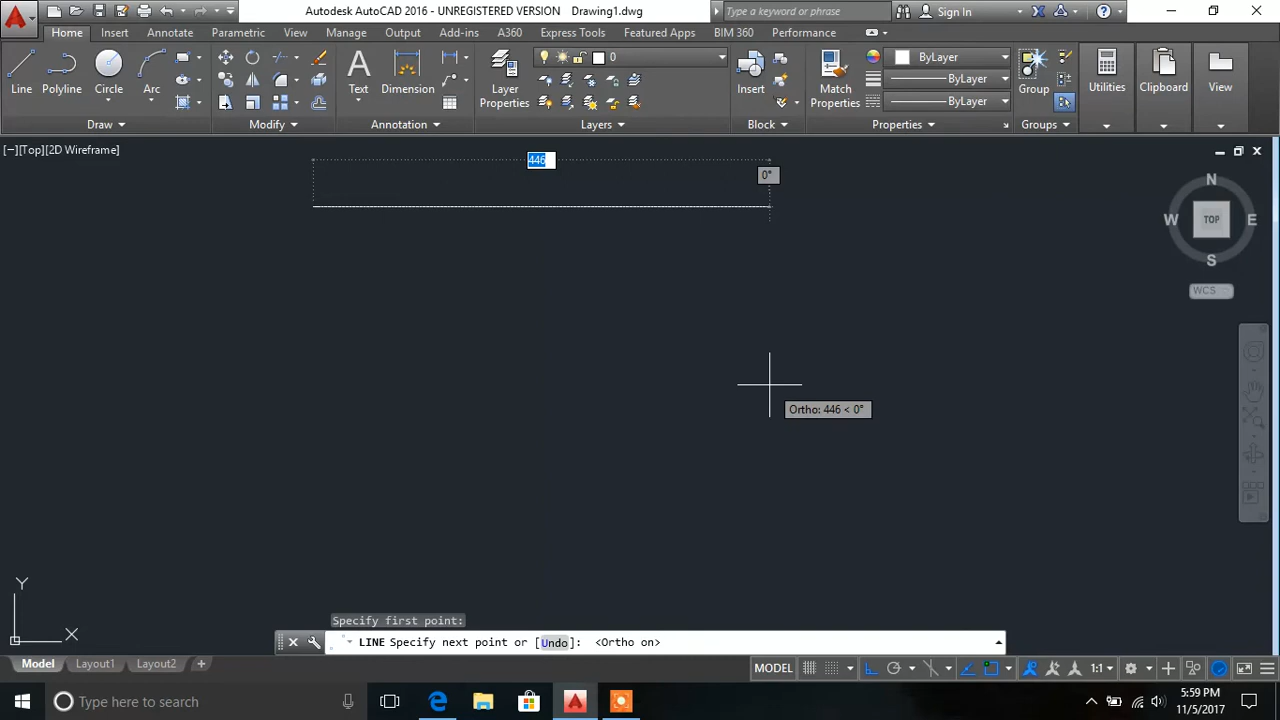 Autodesk AutoCAD 2016 - UNREGISTERED VERSION Drawing1.dwg
Type a keyword or phrase
Sign In
Home Insert Annotate Parametric View Manage Output Add-ins A360 Express Tools Featured Apps BIM 360 Performance
0
ByLayer
ByLayer
ByLayer
Line Polyline Circle Arc Text Dimension Layer Properties Insert Match Properties Group Utilities Clipboard View
Draw Modify Annotation Layers Block Properties Groups
[−][Top][2D Wireframe]
446
0°
N
W TOP E
S
WCS
Ortho: 446 < 0°
Y
X
Specify first point:
LINE Specify next point or [Undo]: <Ortho on>
Model Layout1 Layout2 +
MODEL 1:1
Type here to search
5:59 PM
11/5/2017